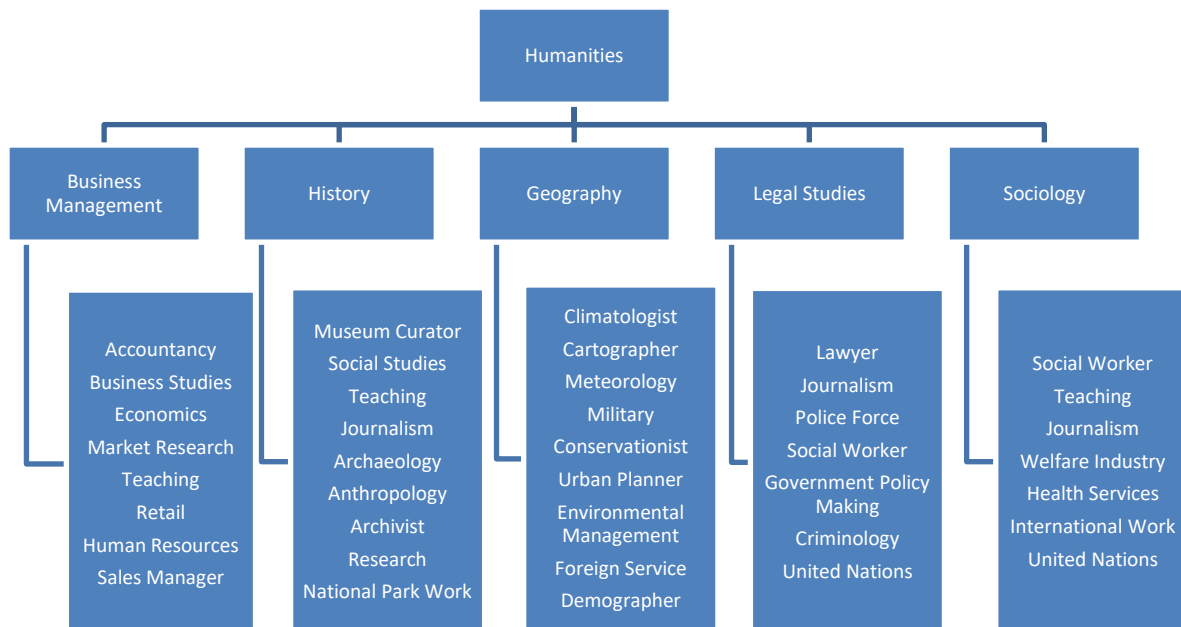 Humanities
Business
Management
History
Geography
Legal Studies
Sociology
Accountancy
Business Studies
Economics
Market Research
Teaching
Retail
Human Resources
Sales Manager
Museum Curator
Social Studies
Teaching
Journalism
Archaeology
Anthropology
Archivist
Research
National Park Work
Climatologist
Cartographer
Meteorology
Military
Conservationist
Urban Planner
Environmental
Management
Foreign Service
Demographer
Lawyer
Journalism
Police Force
Social Worker
Government Policy
Making
Criminology
United Nations
Social Worker
Teaching
Journalism
Welfare Industry
Health Services
International Work
United Nations